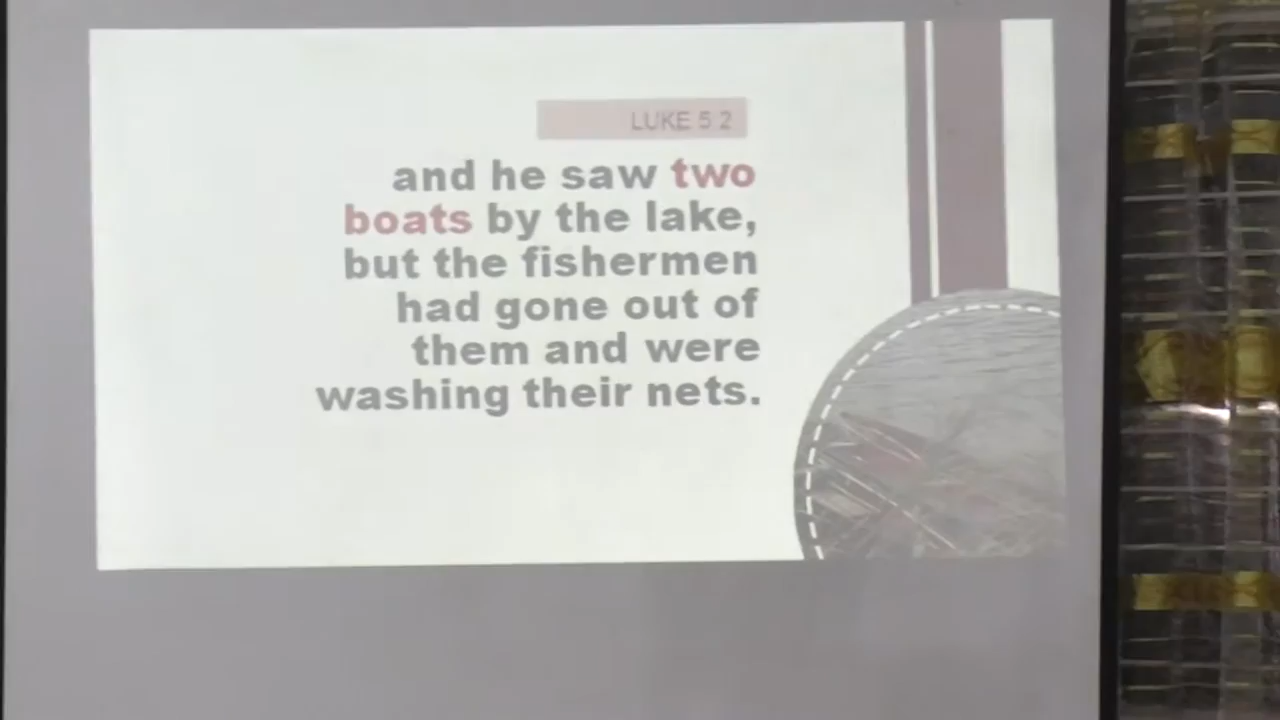 LUKE 5:2
and he saw two
boats by the lake,
but the fishermen
had gone out of
them and were
washing their nets.